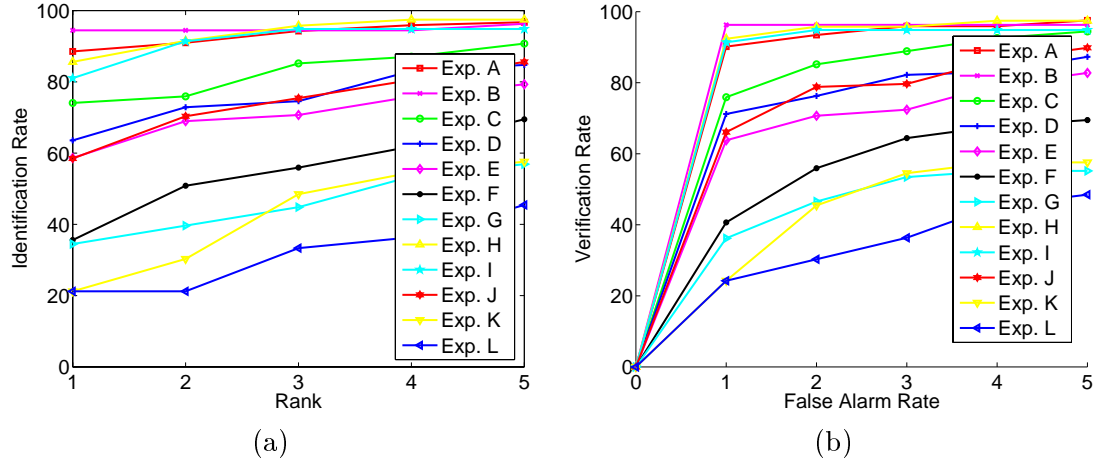 100
80
60
40
20
0
1
2
3
4
5
Identification Rate
Rank
Exp. A
Exp. B
Exp. C
Exp. D
Exp. E
Exp. F
Exp. G
Exp. H
Exp. I
Exp. J
Exp. K
Exp. L
(a)
100
80
60
40
20
0
0
1
2
3
4
5
Verification Rate
False Alarm Rate
Exp. A
Exp. B
Exp. C
Exp. D
Exp. E
Exp. F
Exp. G
Exp. H
Exp. I
Exp. J
Exp. K
Exp. L
(b)